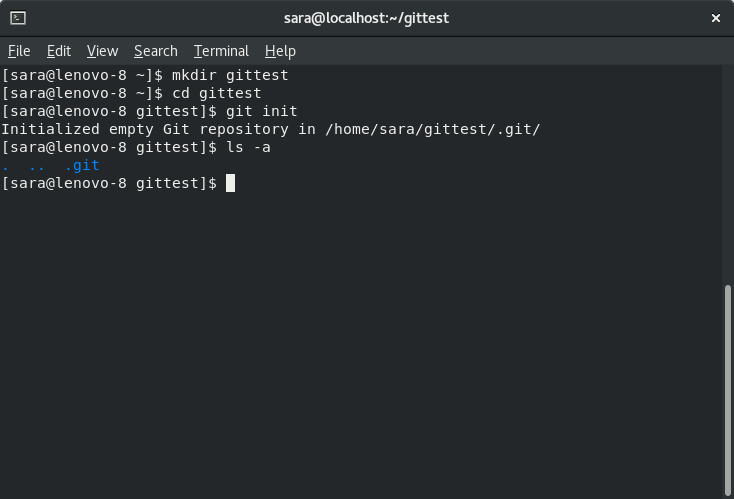 sara@localhost:~/gittest
File Edit View Search Terminal Help
[sara@lenovo-8 ~]$ mkdir gittest
[sara@lenovo-8 ~]$ cd gittest
[sara@lenovo-8 gittest]$ git init
Initialized empty Git repository in /home/sara/gittest/.git/
[sara@lenovo-8 gittest]$ ls -a
.  ..  .git
[sara@lenovo-8 gittest]$